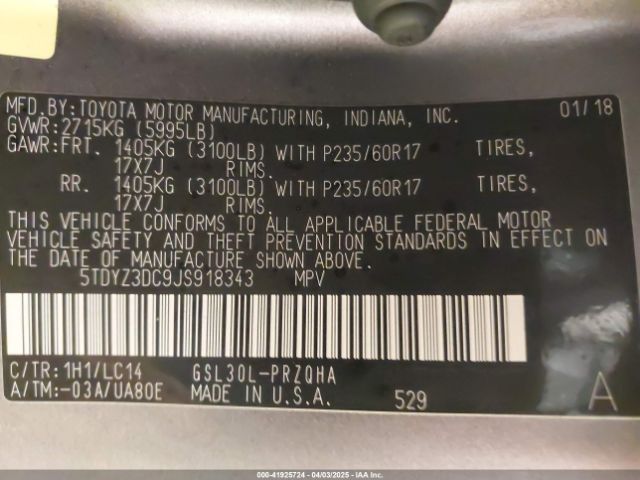 MFD.BY:TOYOTA MOTOR MANUFACTURING, INDIANA, INC. 01/18
GVWR:2715KG (5995LB)
GAWR:FRT. 1405KG (3100LB) WITH P235/60R17 TIRES,
17X7J RIMS.
RR. 1405KG (3100LB) WITH P235/60R17 TIRES,
17X7J RIMS.
THIS VEHICLE CONFORMS TO ALL APPLICABLE FEDERAL MOTOR
VEHICLE SAFETY AND THEFT PREVENTION STANDARDS IN EFFECT ON
THE DATE OF MANUFACTURE SHOWN ABOVE.
5TDYZ3DC9JS918343 MPV
C/TR:1H1/LC14 GSL30L-PRZQHA
A/TM:-03A/UA80E MADE IN U.S.A. 529 A
000-41925724 - 04/03/2025 - IAA Inc.